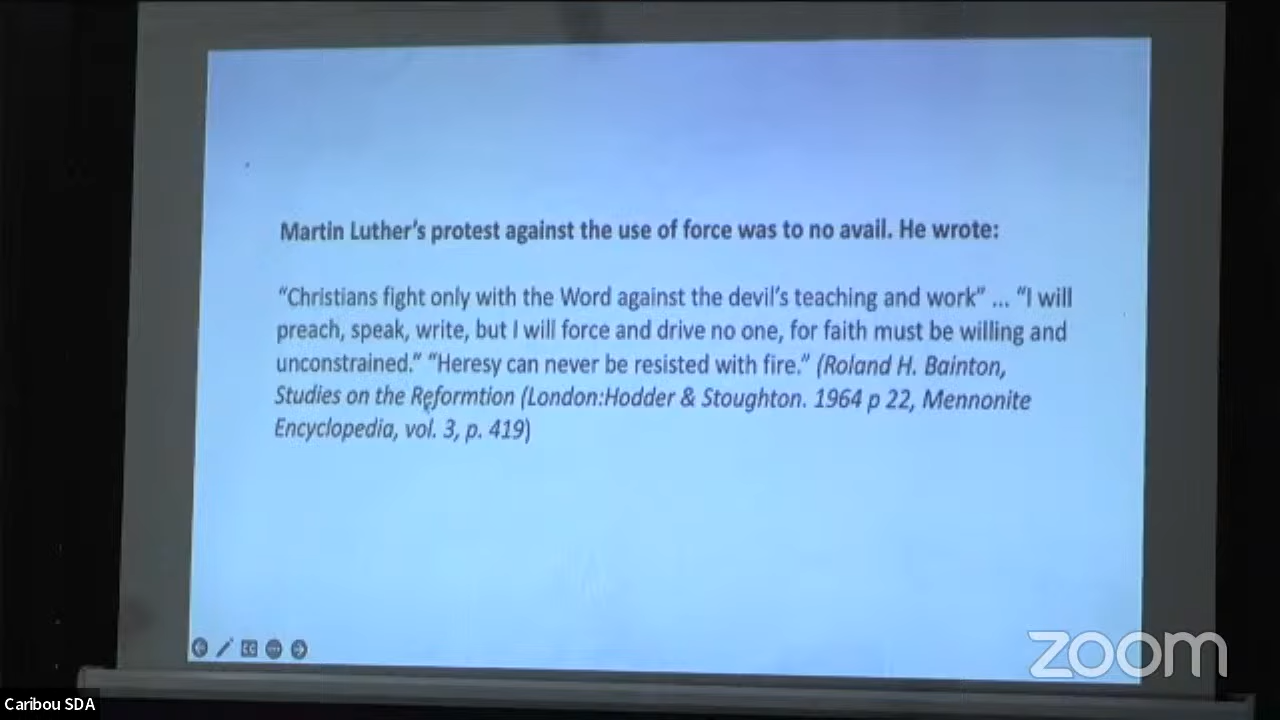 Martin Luther's protest against the use of force was to no avail. He wrote:
“Christians fight only with the Word against the devil's teaching and work” ... “I will
preach, speak, write, but I will force and drive no one, for faith must be willing and
unconstrained.” “Heresy can never be resisted with fire.” (Roland H. Bainton,
Studies on the Reformtion (London:Hodder & Stoughton. 1964 p 22, Mennonite
Encyclopedia, vol. 3, p. 419)
zoom
Caribou SDA